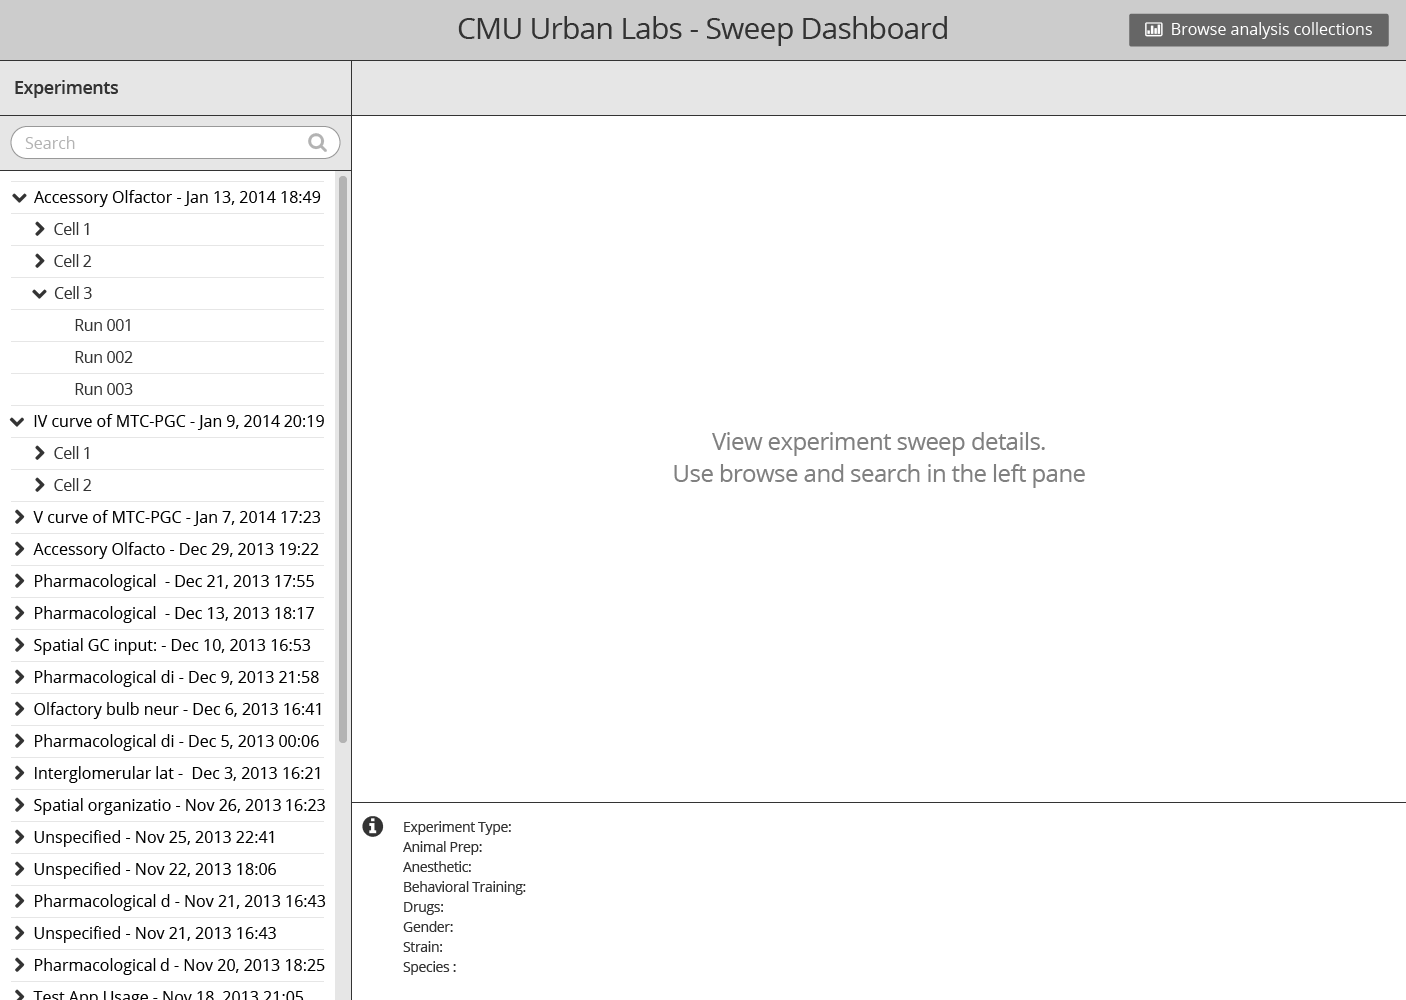 CMU Urban Labs - Sweep Dashboard
Browse analysis collections
Experiments
Search
Accessory Olfactor - Jan 13, 2014 18:49
Cell 1
Cell 2
Cell 3
Run 001
Run 002
Run 003
IV curve of MTC-PGC - Jan 9, 2014 20:19
Cell 1
Cell 2
V curve of MTC-PGC - Jan 7, 2014 17:23
Accessory Olfacto - Dec 29, 2013 19:22
Pharmacological  - Dec 21, 2013 17:55
Pharmacological  - Dec 13, 2013 18:17
Spatial GC input: - Dec 10, 2013 16:53
Pharmacological di - Dec 9, 2013 21:58
Olfactory bulb neur - Dec 6, 2013 16:41
Pharmacological di - Dec 5, 2013 00:06
Interglomerular lat -  Dec 3, 2013 16:21
Spatial organizatio - Nov 26, 2013 16:23
Unspecified - Nov 25, 2013 22:41
Unspecified - Nov 22, 2013 18:06
Pharmacological d - Nov 21, 2013 16:43
Unspecified - Nov 21, 2013 16:43
Pharmacological d - Nov 20, 2013 18:25
Test App Usage - Nov 18, 2013 21:05
View experiment sweep details.
Use browse and search in the left pane
Experiment Type:
Animal Prep:
Anesthetic:
Behavioral Training:
Drugs:
Gender:
Strain:
Species :